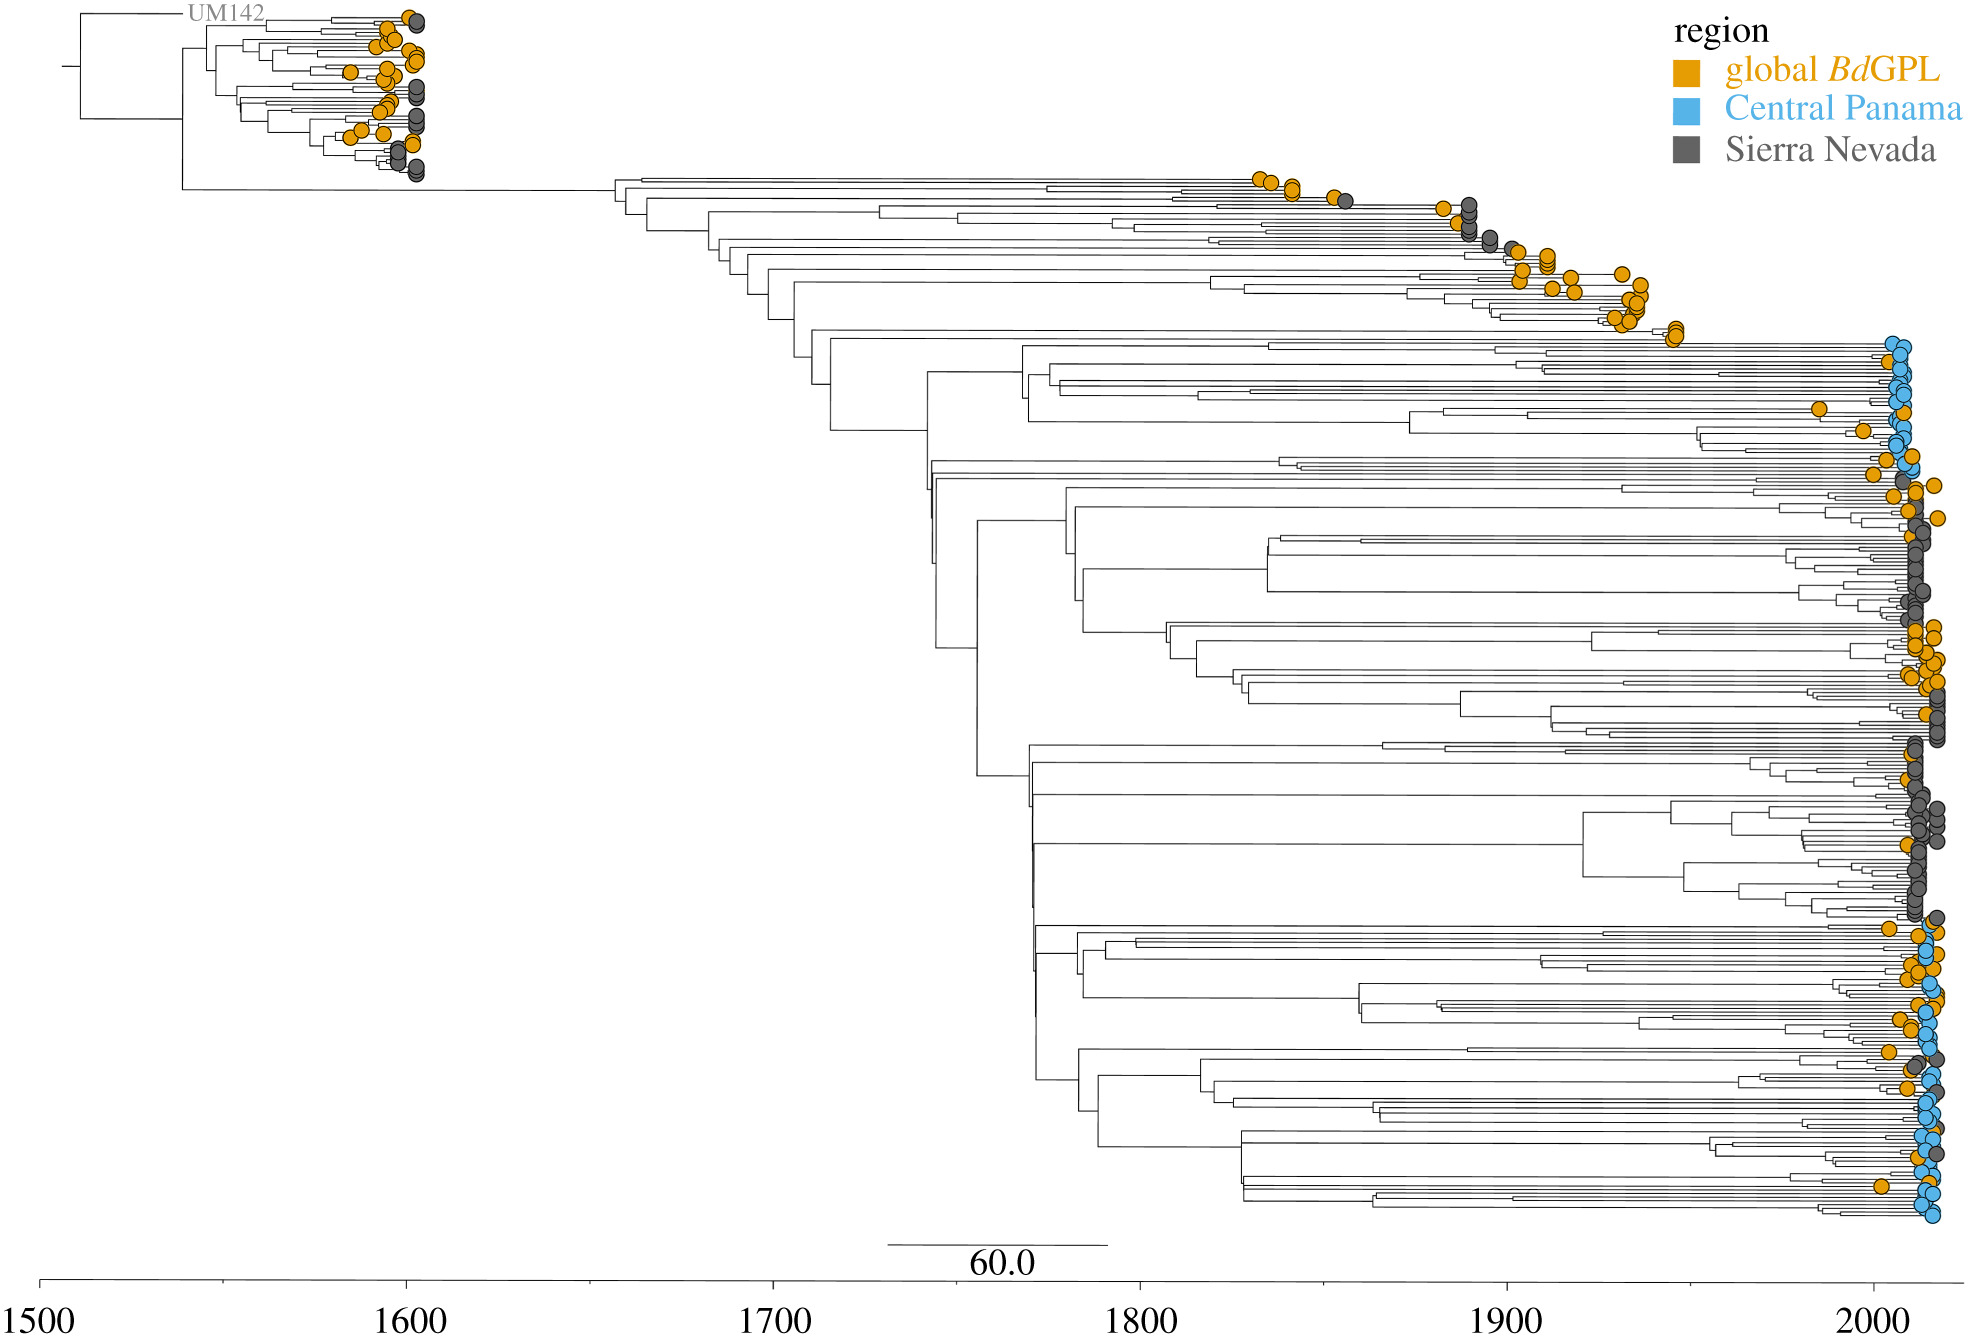 UM142
region
global BdGPL
Central Panama
Sierra Nevada
60.0
1500 1600 1700 1800 1900 2000